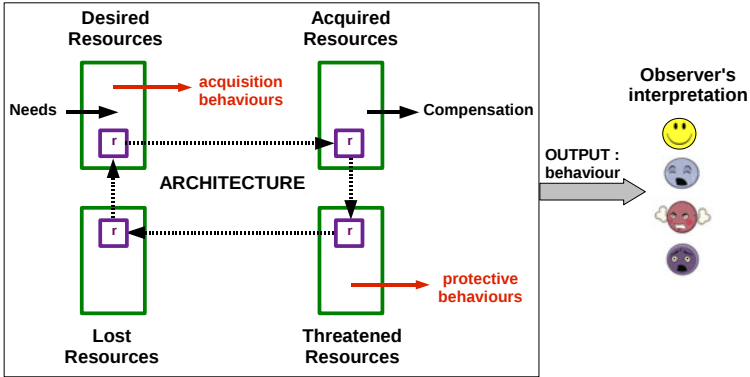 Desired
Resources
Acquired
Resources
acquisition
behaviours
Needs
Compensation
r
r
ARCHITECTURE
r
r
protective
behaviours
Lost
Resources
Threatened
Resources
OUTPUT :
behaviour
Observer's
interpretation